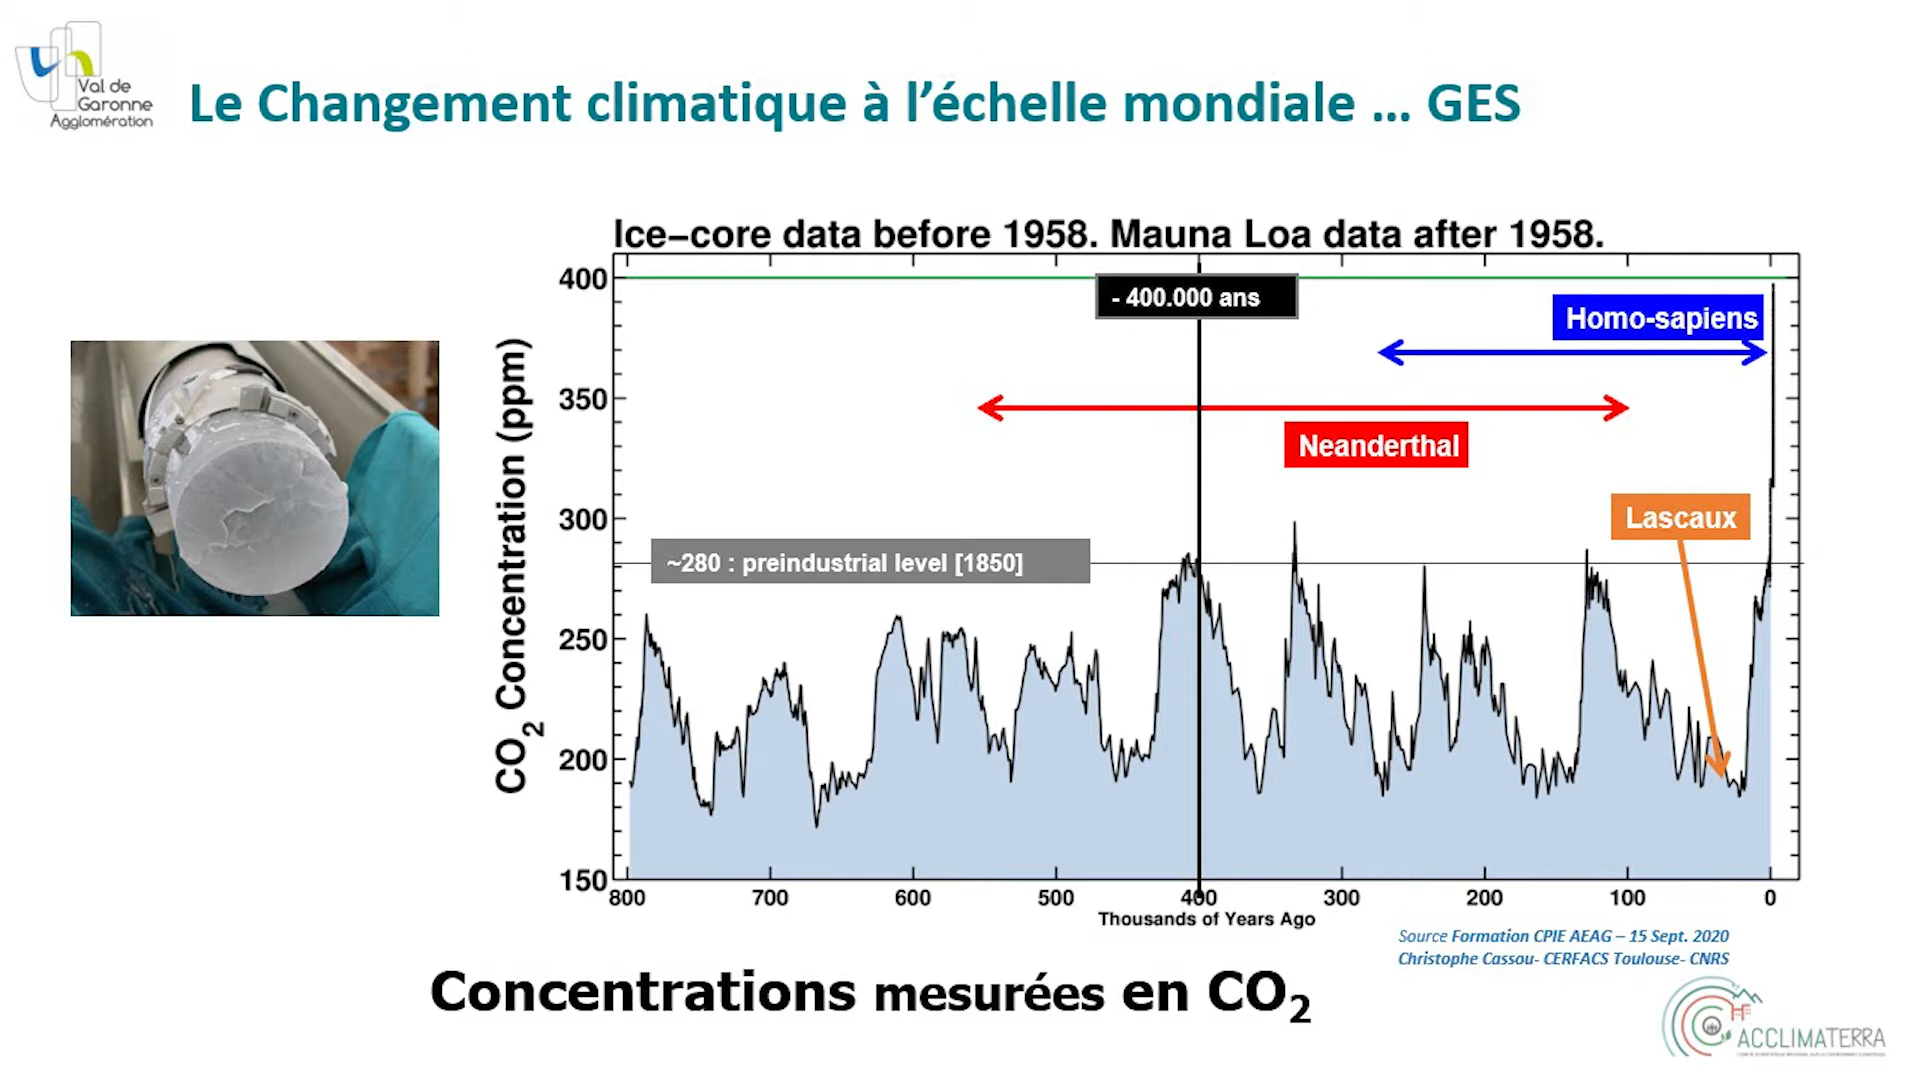 Val de
Garonne
Agglomération
Le Changement climatique à l’échelle mondiale … GES
Ice-core data before 1958. Mauna Loa data after 1958.
CO2 Concentration (ppm)
400
350
300
250
200
150
- 400.000 ans
Homo-sapiens
Neanderthal
Lascaux
~280 : preindustrial level [1850]
800 700 600 500 400 300 200 100 0
Thousands of Years Ago
Source Formation CPIE AEAG – 15 Sept. 2020
Christophe Cassou- CERFACS Toulouse- CNRS
Concentrations mesurées en CO2
ACCLIMATERRA